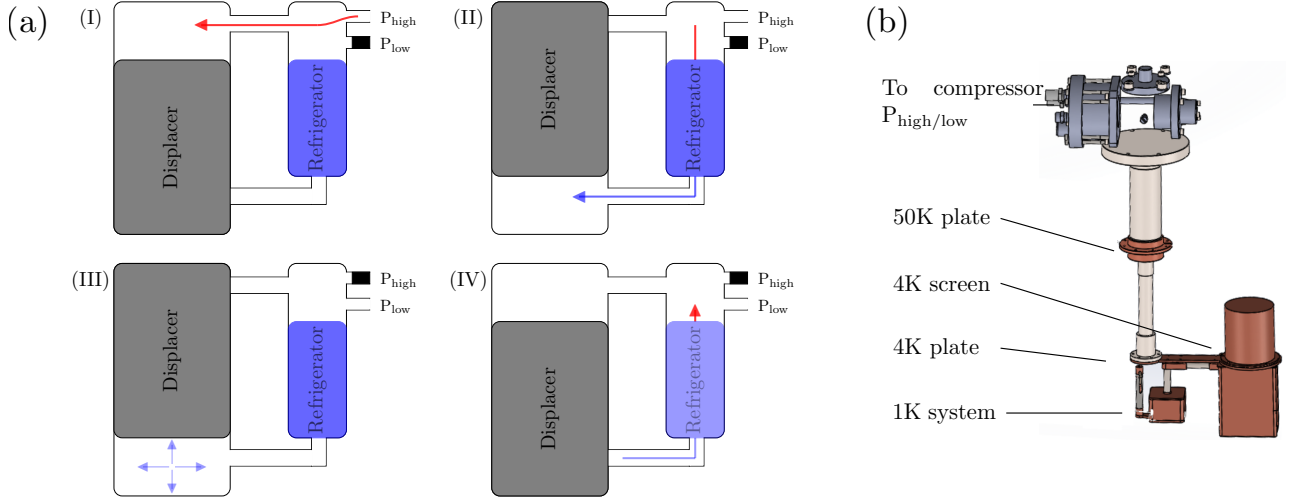 (a)
(I)
Displacer
Refrigerator
P_high
P_low
(II)
Displacer
Refrigerator
P_high
P_low
(III)
Displacer
Refrigerator
P_high
P_low
(IV)
Displacer
Refrigerator
P_high
P_low
(b)
To compressor
P_high/low
50K plate
4K screen
4K plate
1K system